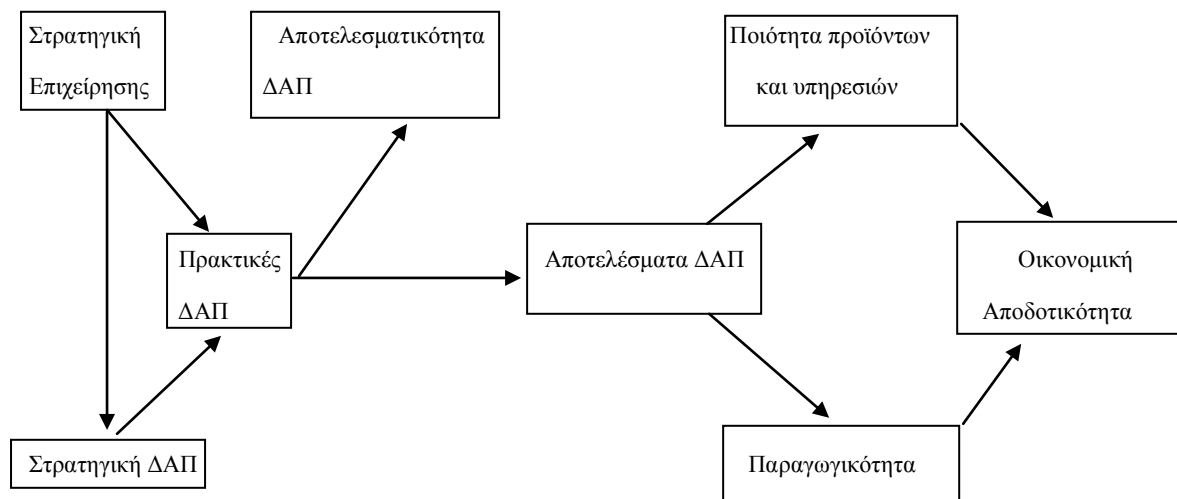 Στρατηγική
Επιχείρησης
Αποτελεσματικότητα
ΔΑΠ
Ποιότητα προϊόντων
και υπηρεσιών
Πρακτικές
ΔΑΠ
Αποτελέσματα ΔΑΠ
Οικονομική
Αποδοτικότητα
Στρατηγική ΔΑΠ
Παραγωγικότητα